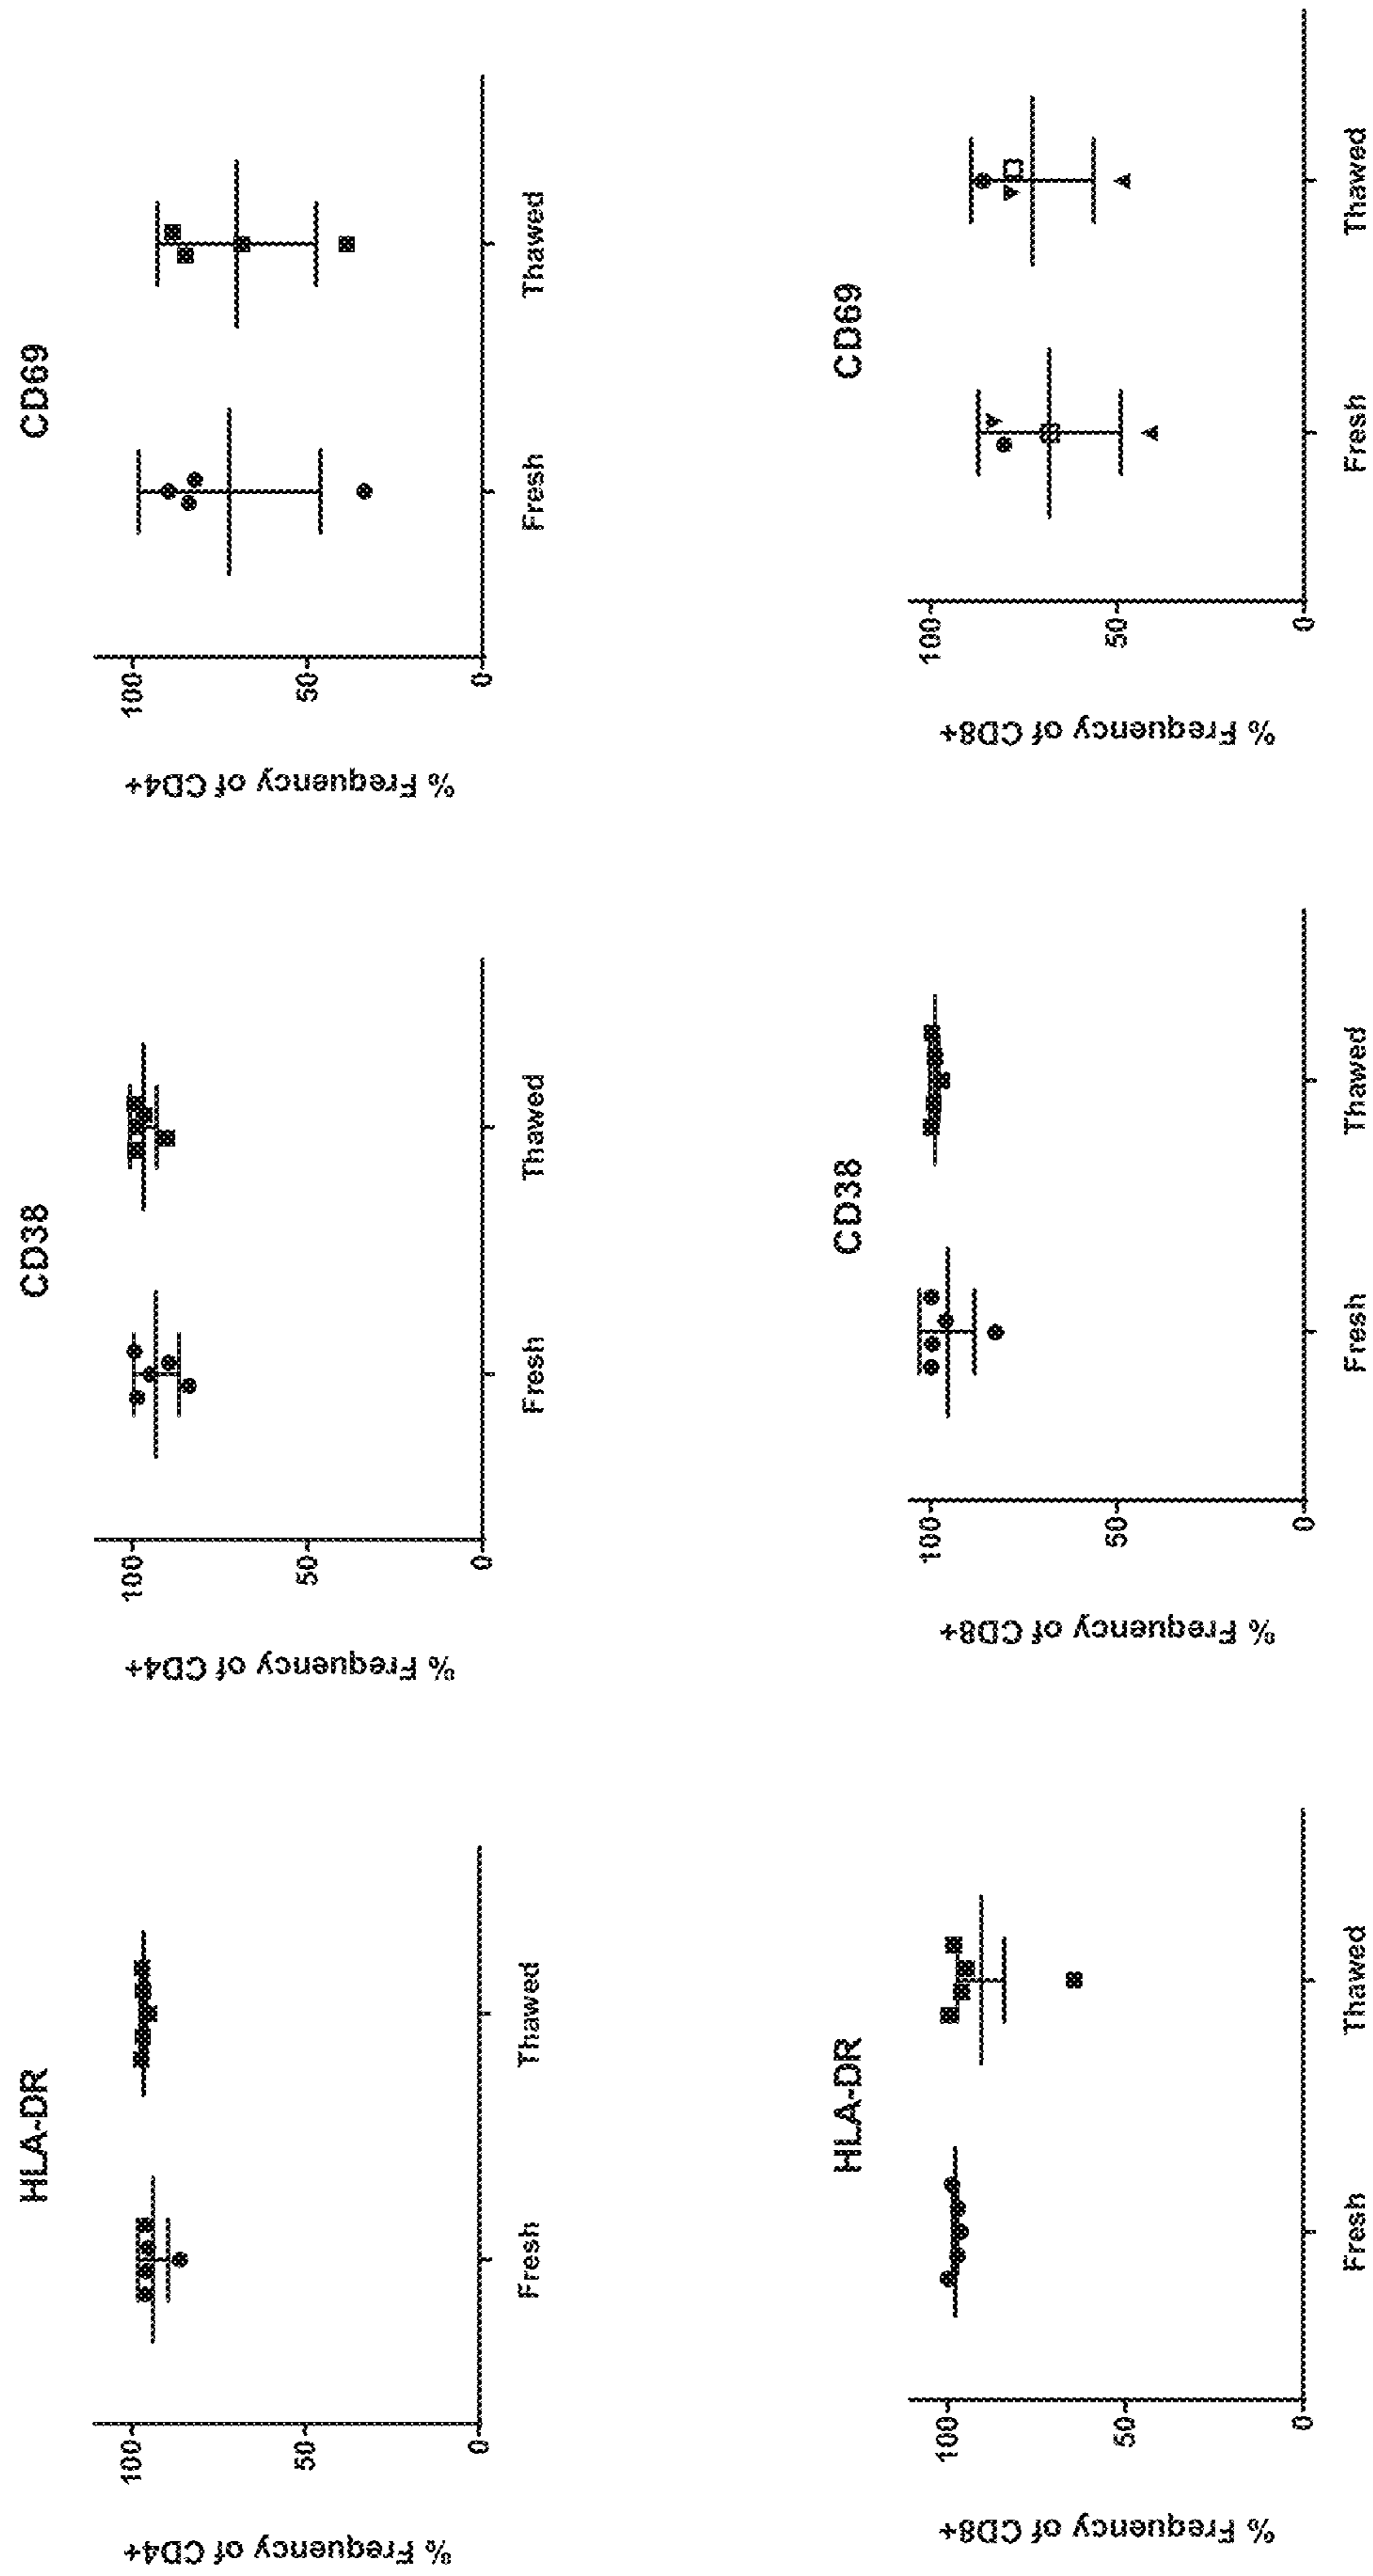 HLA-DR
% Frequency of CD4+
100
50
0
Fresh
Thawed
CD38
% Frequency of CD4+
100
50
0
Fresh
Thawed
CD69
% Frequency of CD4+
100
50
0
Fresh
Thawed
HLA-DR
% Frequency of CD8+
100
50
0
Fresh
Thawed
CD38
% Frequency of CD8+
100
50
0
Fresh
Thawed
CD69
% Frequency of CD8+
100
50
0
Fresh
Thawed